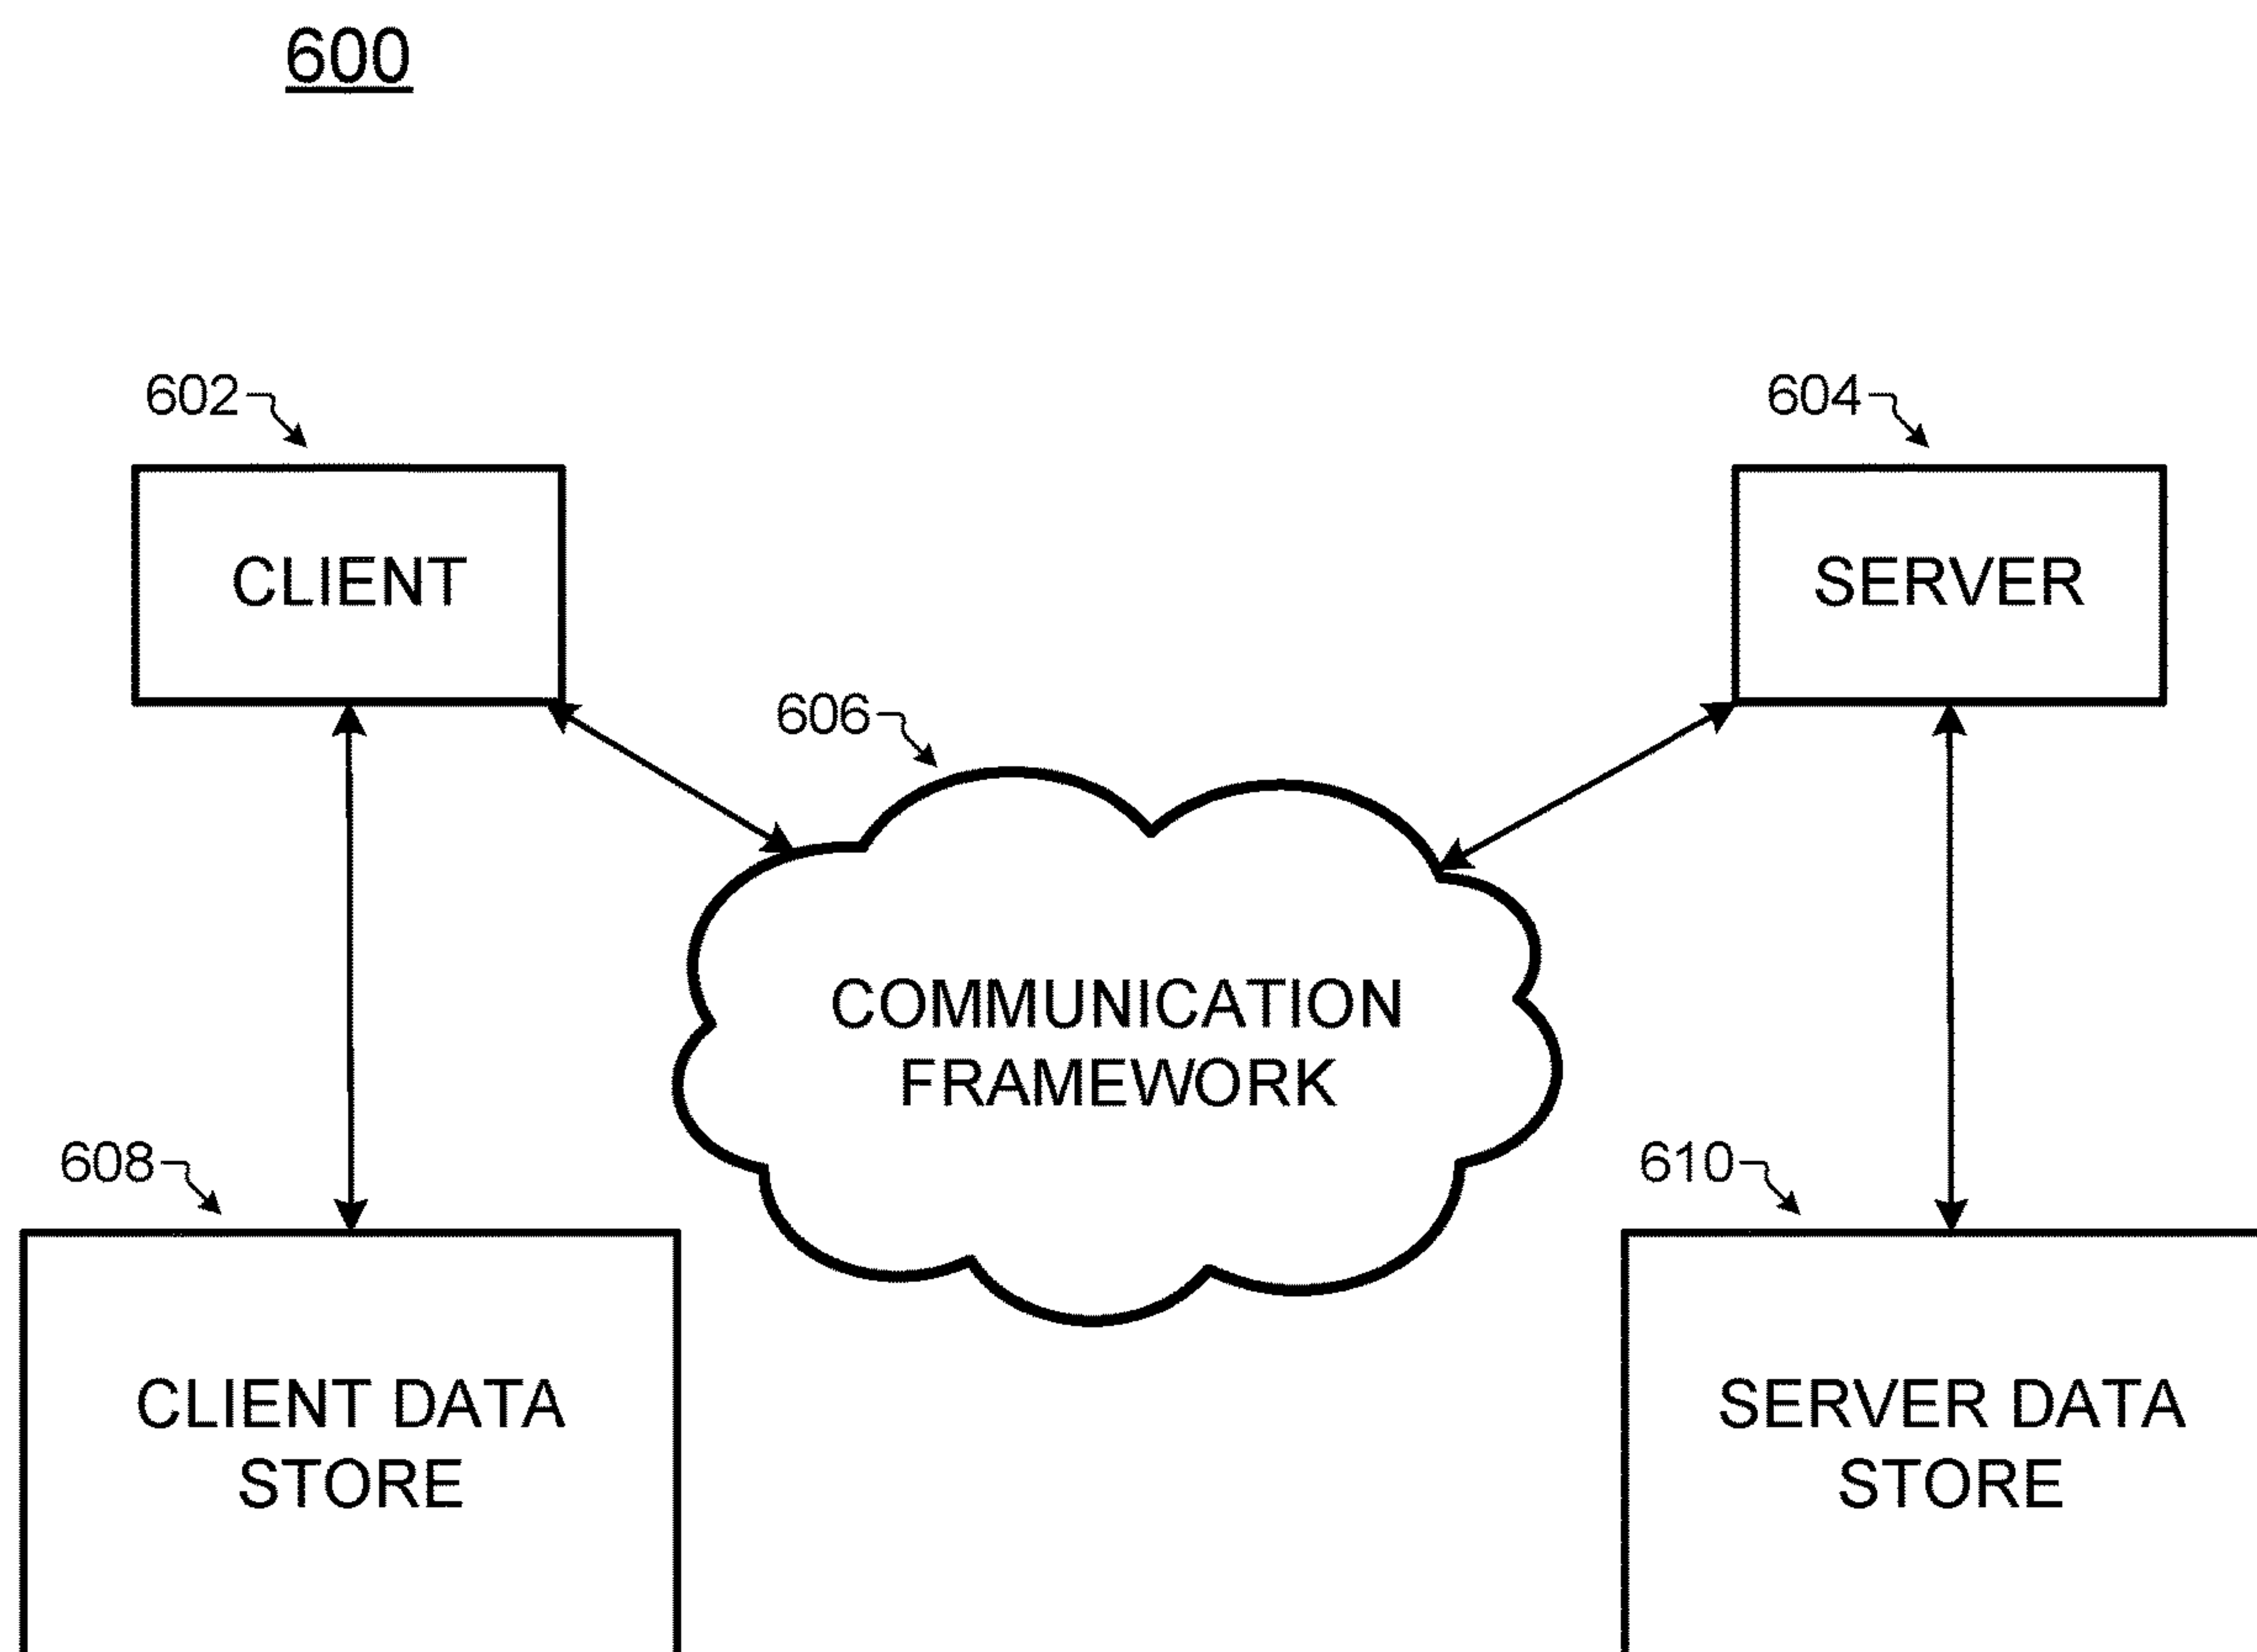 600
602
604
CLIENT
SERVER
606
COMMUNICATION
FRAMEWORK
608
610
CLIENT DATA
STORE
SERVER DATA
STORE